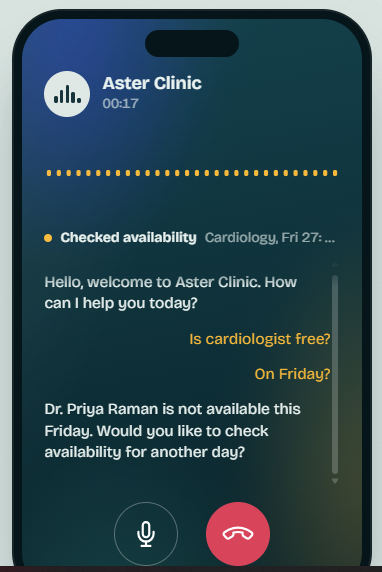 Aster Clinic
00:17
Checked availability Cardiology, Fri 27: ...
Hello, welcome to Aster Clinic. How
can I help you today?
Is cardiologist free?
On Friday?
Dr. Priya Raman is not available this
Friday. Would you like to check
availability for another day?